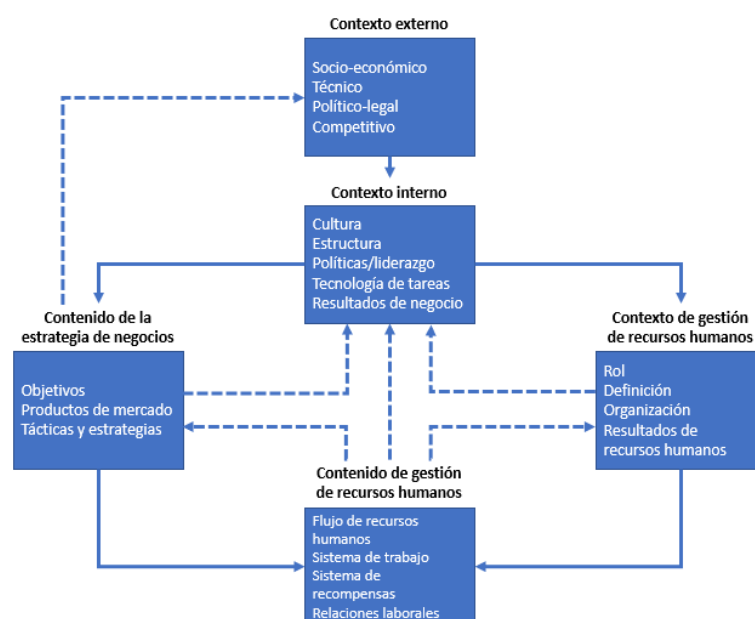 Contexto externo
Socio-económico
Técnico
Político-legal
Competitivo
Contexto interno
Cultura
Estructura
Políticas/liderazgo
Tecnología de tareas
Resultados de negocio
Contenido de la
estrategia de negocios
Objetivos
Productos de mercado
Tácticas y estrategias
Contexto de gestión
de recursos humanos
Rol
Definición
Organización
Resultados de
recursos humanos
Contenido de gestión
de recursos humanos
Flujo de recursos
humanos
Sistema de trabajo
Sistema de
recompensas
Relaciones laborales